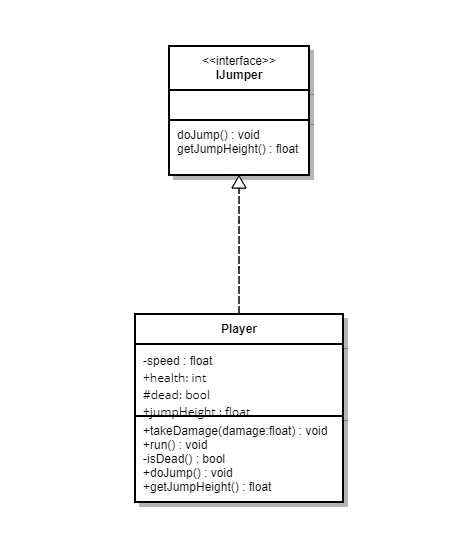 <<interface>>
IJumper
doJump() : void
getJumpHeight() : float
Player
-speed : float
+health: int
#dead: bool
+jumpHeight : float
+takeDamage(damage:float) : void
+run() : void
-isDead() : bool
+doJump() : void
+getJumpHeight() : float